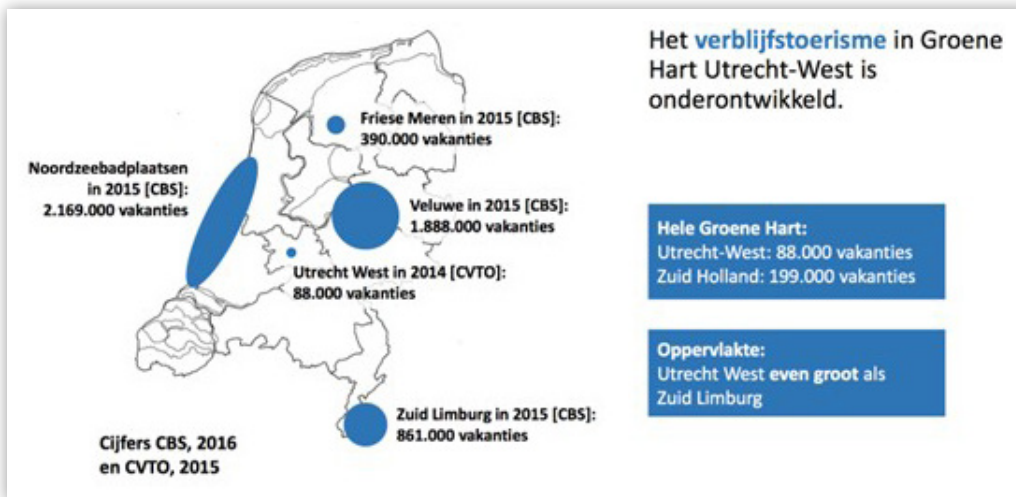 Het verblijfstoerisme in Groene
Hart Utrecht-West is
onderontwikkeld.
Friese Meren in 2015 [CBS]:
390.000 vakanties
Noordzeebadplaatsen
in 2015 [CBS]:
2.169.000 vakanties
Veluwe in 2015 [CBS]:
1.888.000 vakanties
Utrecht West in 2014 [CVTO]:
88.000 vakanties
Zuid Limburg in 2015 [CBS]:
861.000 vakanties
Cijfers CBS, 2016
en CVTO, 2015
Hele Groene Hart:
Utrecht-West: 88.000 vakanties
Zuid Holland: 199.000 vakanties
Oppervlakte:
Utrecht West even groot als
Zuid Limburg